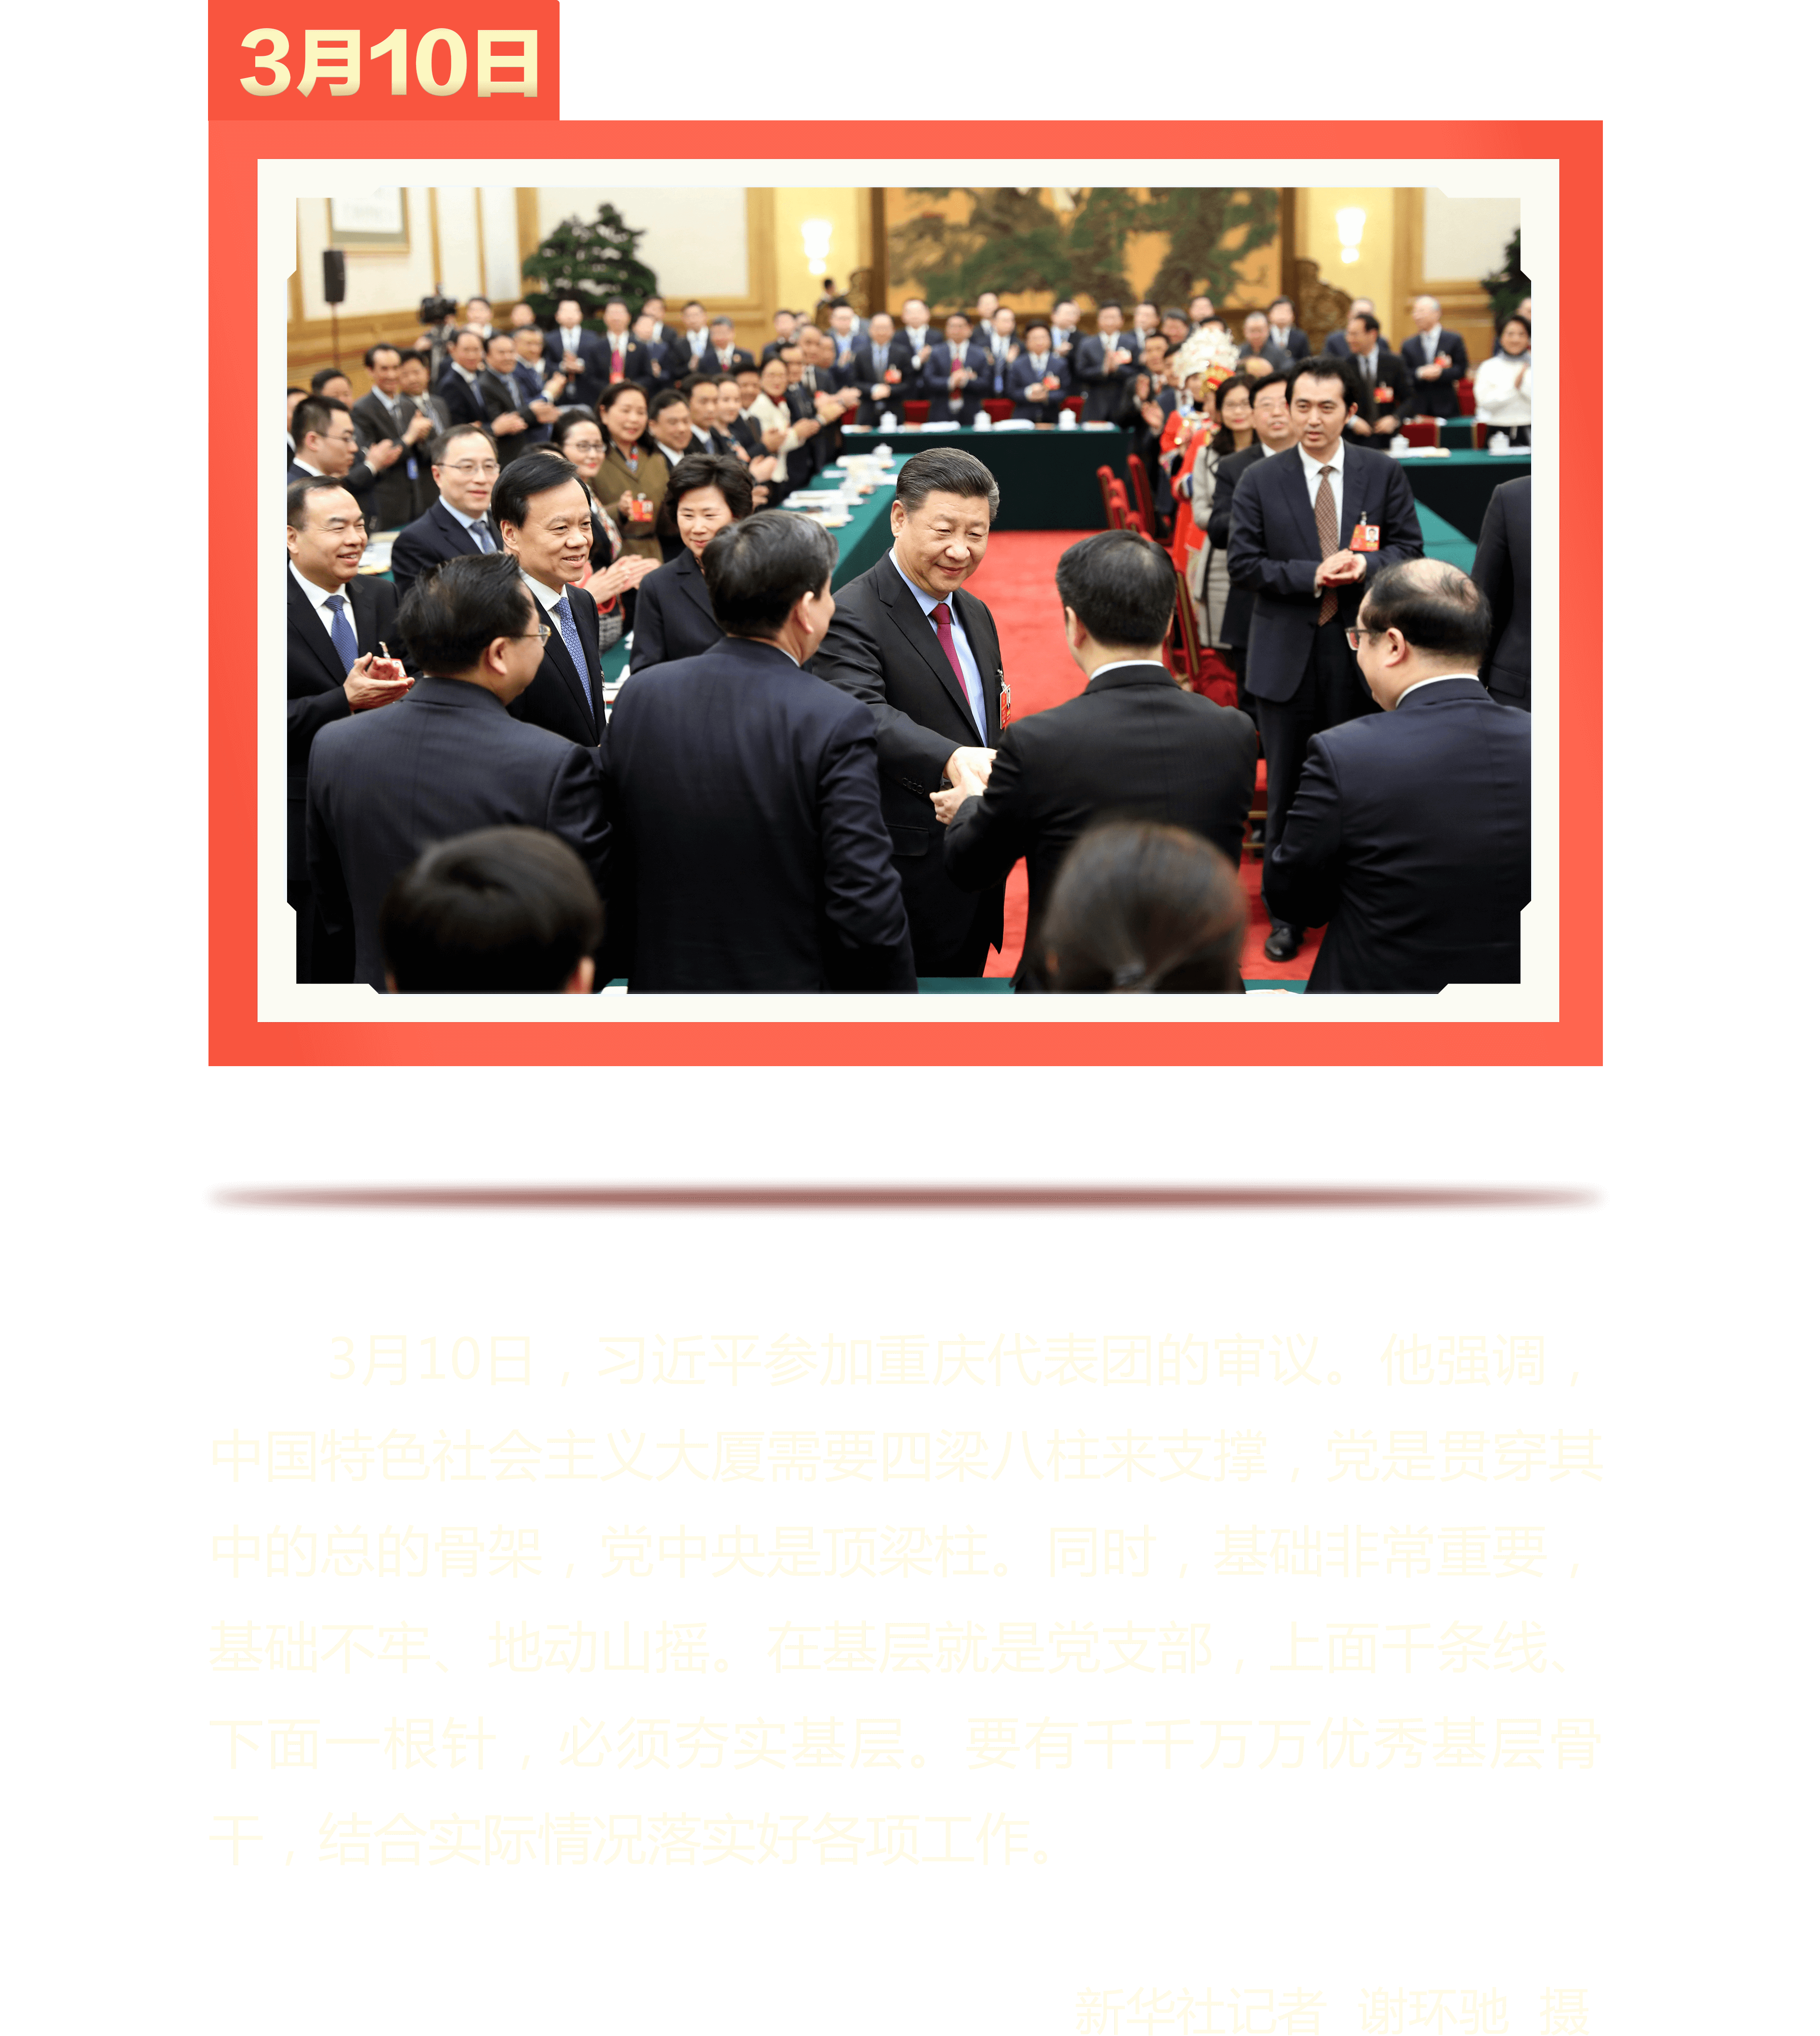 3月10日
3月10日，习近平参加重庆代表团的审议。他强调，
中国特色社会主义大厦需要四梁八柱来支撑，党是贯穿其
中的总的骨架，党中央是顶梁柱。同时，基础非常重要，
基础不牢、地动山摇。在基层就是党支部，上面千条线、
下面一根针，必须夯实基层。要有千千万万优秀基层骨
干，结合实际情况落实好各项工作。
新华社记者 谢环驰 摄